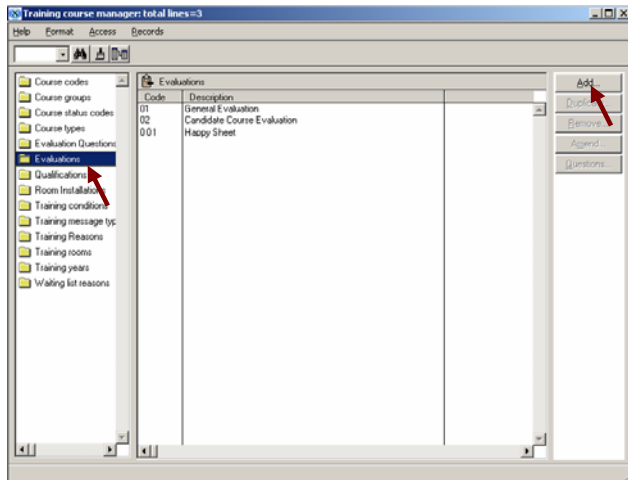 Training course manager: total lines=3
Help Format Access Records
Course codes
Course groups
Course status codes
Course types
Evaluation Questions
Evaluations
Qualifications
Room Installations
Training conditions
Training message typ
Training Reasons
Training rooms
Training years
Waiting list reasons
Evaluations
Code Description
01 General Evaluation
02 Candidate Course Evaluation
001 Happy Sheet
Add...
Remove...
Amend...
Questions...